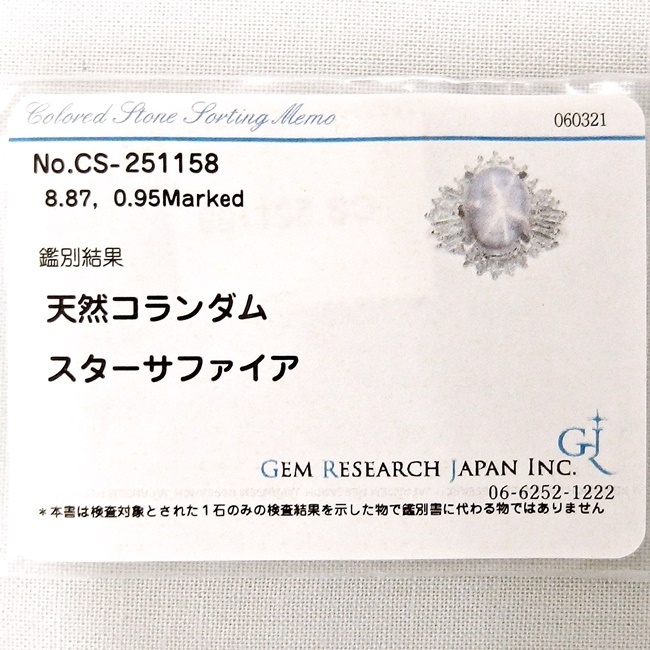 Colored Stone Sorting Memo
060321
No.CS-251158
8.87, 0.95Marked
鑑別結果
天然コランダム
スターサファイア
GJ
GEM RESEARCH JAPAN INC.
06-6252-1222
*本書は検査対象とされた1石のみの検査結果を示した物で鑑別書に代わる物ではありません